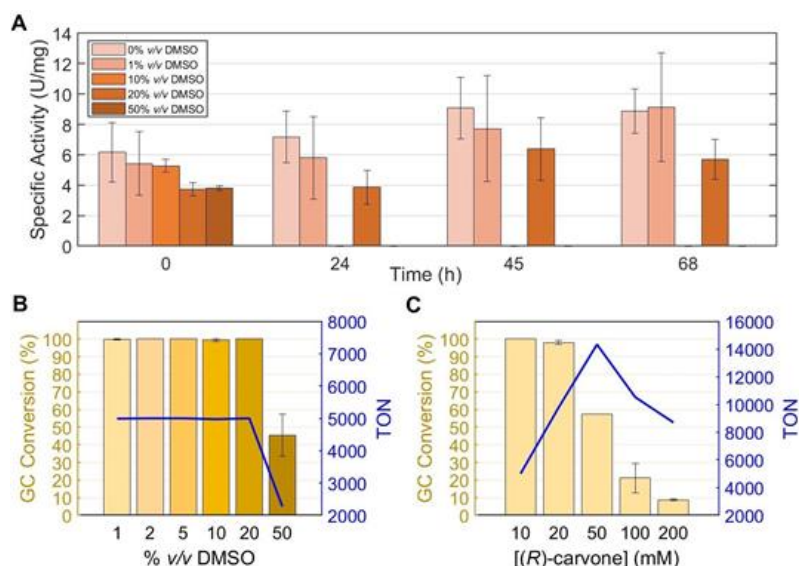 A
Specific Activity (U/mg)
14
12
10
8
6
4
2
0
0% v/v DMSO
1% v/v DMSO
10% v/v DMSO
20% v/v DMSO
50% v/v DMSO
0 24 45 68
Time (h)
B
GC Conversion (%)
100
90
80
70
60
50
40
30
20
10
0
8000
7000
6000
5000
4000
3000
2000
TON
1 2 5 10 20 50
% v/v DMSO
C
GC Conversion (%)
100
90
80
70
60
50
40
30
20
10
0
16000
14000
12000
10000
8000
6000
4000
2000
TON
10 20 50 100 200
[(R)-carvone] (mM)